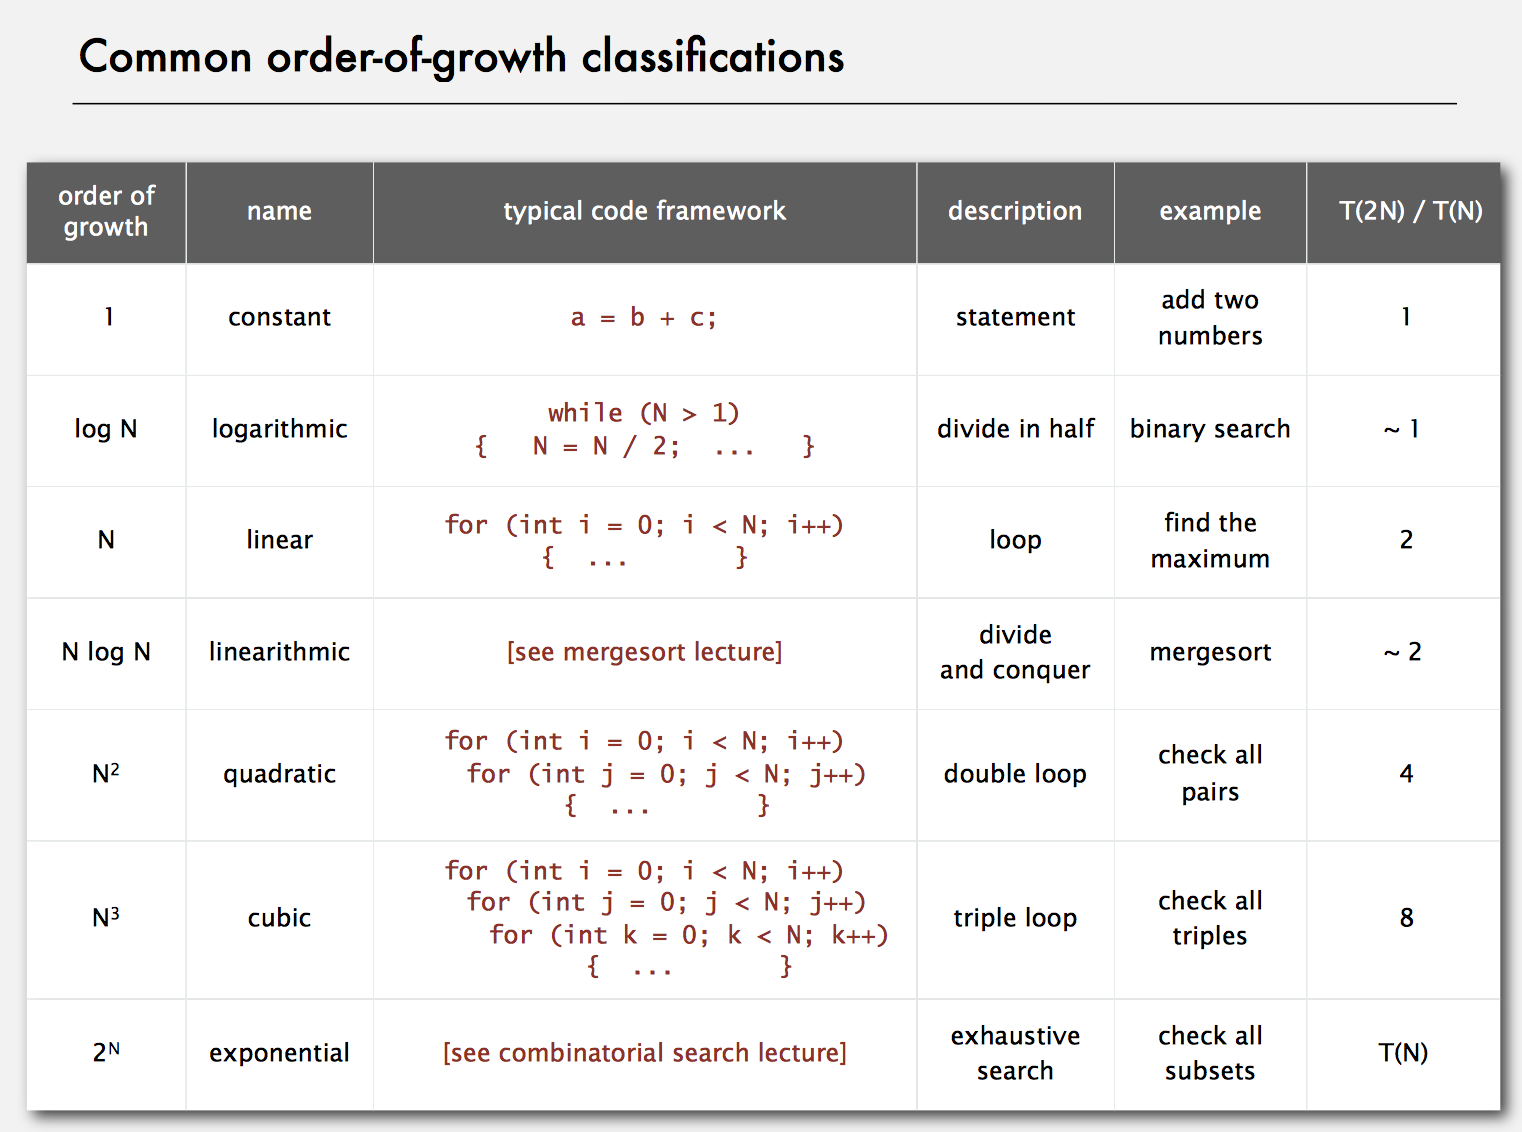 Common order-of-growth classifications
order of
growth
name
typical code framework
description
example
T(2N) / T(N)
1
constant
a = b + c;
statement
add two
numbers
1
log N
logarithmic
while (N > 1)
{ N = N / 2; ... }
divide in half
binary search
~ 1
N
linear
for (int i = 0; i < N; i++)
{ ... }
loop
find the
maximum
2
N log N
linearithmic
[see mergesort lecture]
divide
and conquer
mergesort
~ 2
N²
quadratic
for (int i = 0; i < N; i++)
for (int j = 0; j < N; j++)
{ ... }
double loop
check all
pairs
4
N³
cubic
for (int i = 0; i < N; i++)
for (int j = 0; j < N; j++)
for (int k = 0; k < N; k++)
{ ... }
triple loop
check all
triples
8
2ᴺ
exponential
[see combinatorial search lecture]
exhaustive
search
check all
subsets
T(N)